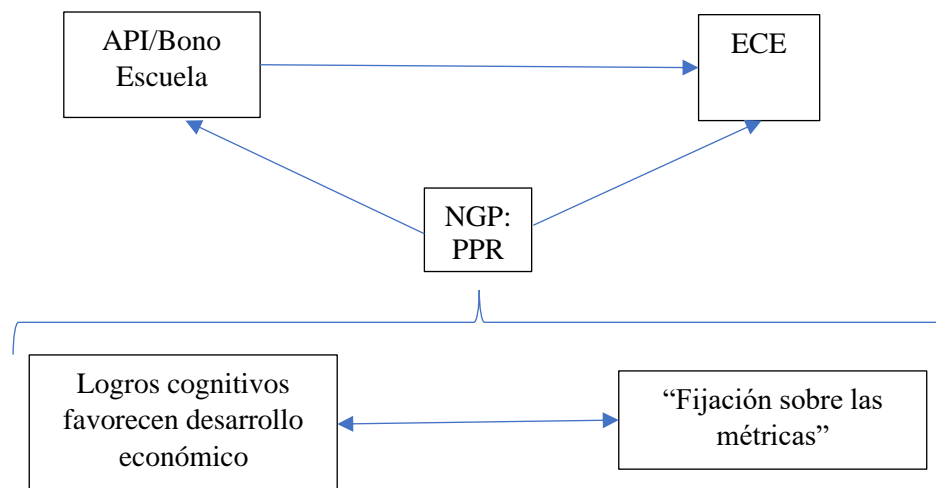 API/Bono
Escuela
ECE
NGP:
PPR
Logros cognitivos
favorecen desarrollo
económico
“Fijación sobre las
métricas”